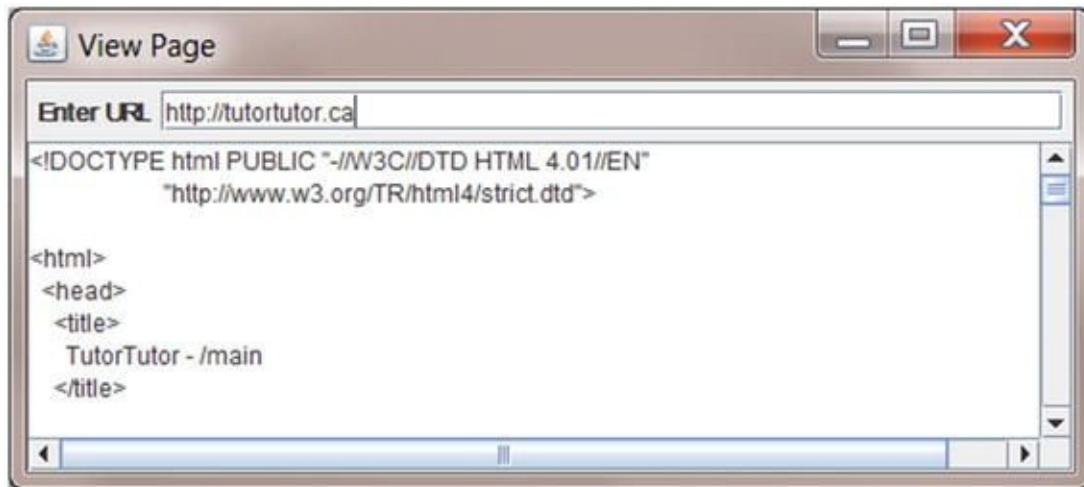 View Page
Enter URL http://tutortutor.ca
<!DOCTYPE html PUBLIC "-//W3C//DTD HTML 4.01//EN"
"http://www.w3.org/TR/html4/strict.dtd">
<html>
<head>
<title>
TutorTutor - /main
</title>